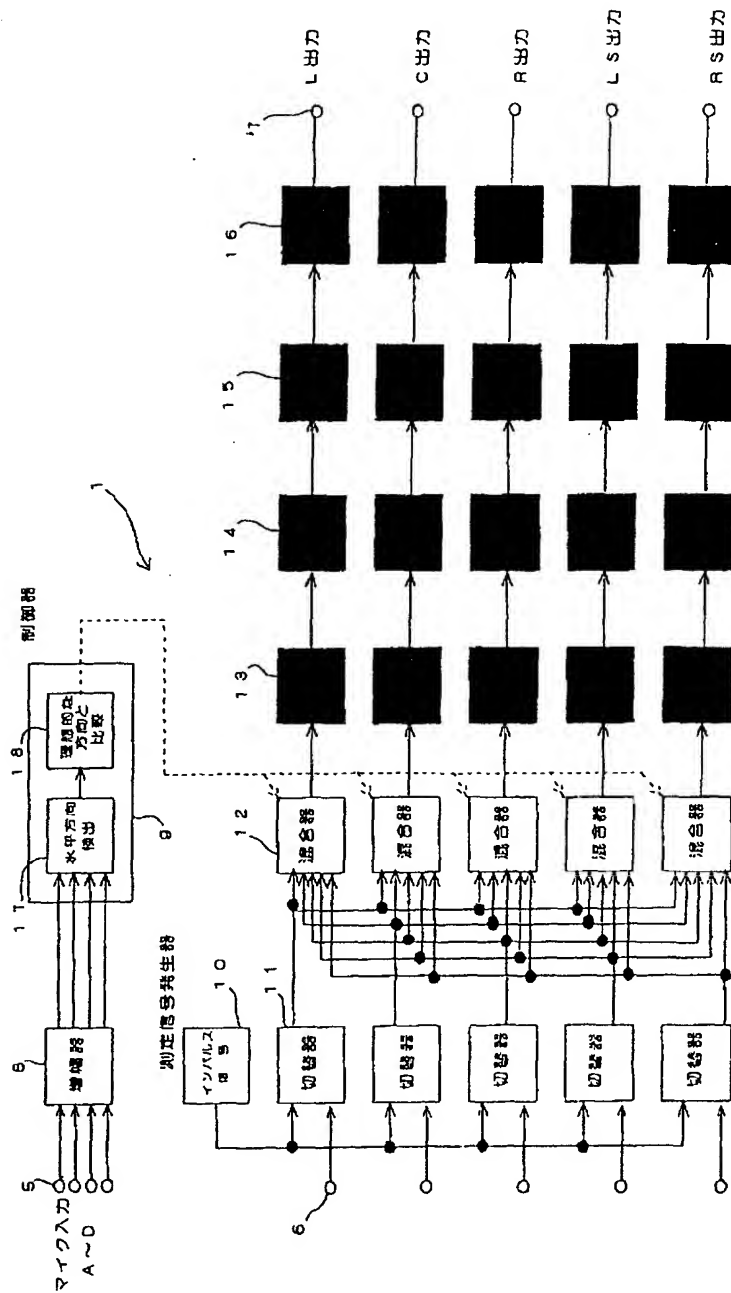 マイク入力
A～D
5
8
増幅器
制御器
17
水平方向
検出
18
理想的な
方向と
比較
9
1
測定信号発生器
10
インパルス
信号
6
11
切替器
切替器
切替器
切替器
切替器
12
混合器
混合器
混合器
混合器
混合器
13
14
15
16
7
L出力
C出力
R出力
LS出力
RS出力